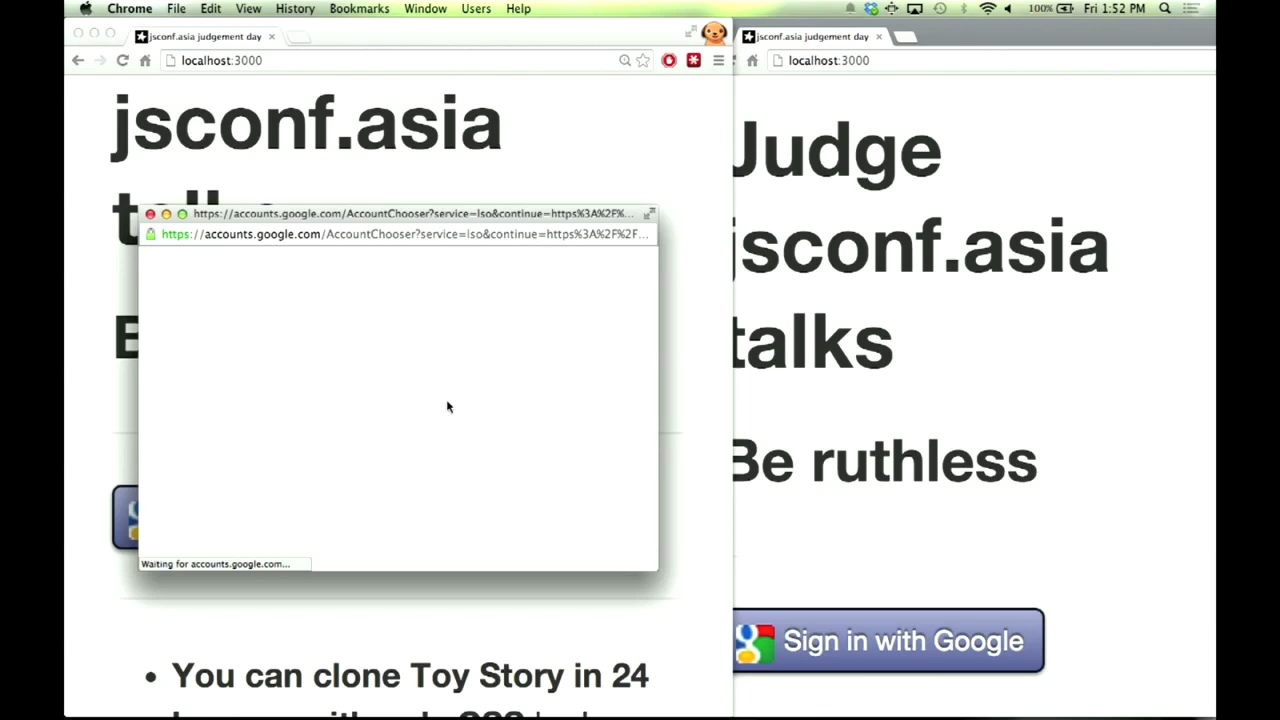 Chrome File Edit View History Bookmarks Window Users Help 100% Fri 1:52 PM
jsconf.asia judgement day
localhost:3000
jsconf.asia
https://accounts.google.com/AccountChooser?service=lso&continue=https%3A%2F%...
https://accounts.google.com/AccountChooser?service=lso&continue=https%3A%2F%2F...
Waiting for accounts.google.com...
You can clone Toy Story in 24
jsconf.asia judgement day
localhost:3000
Judge
jsconf.asia
talks
Be ruthless
Sign in with Google